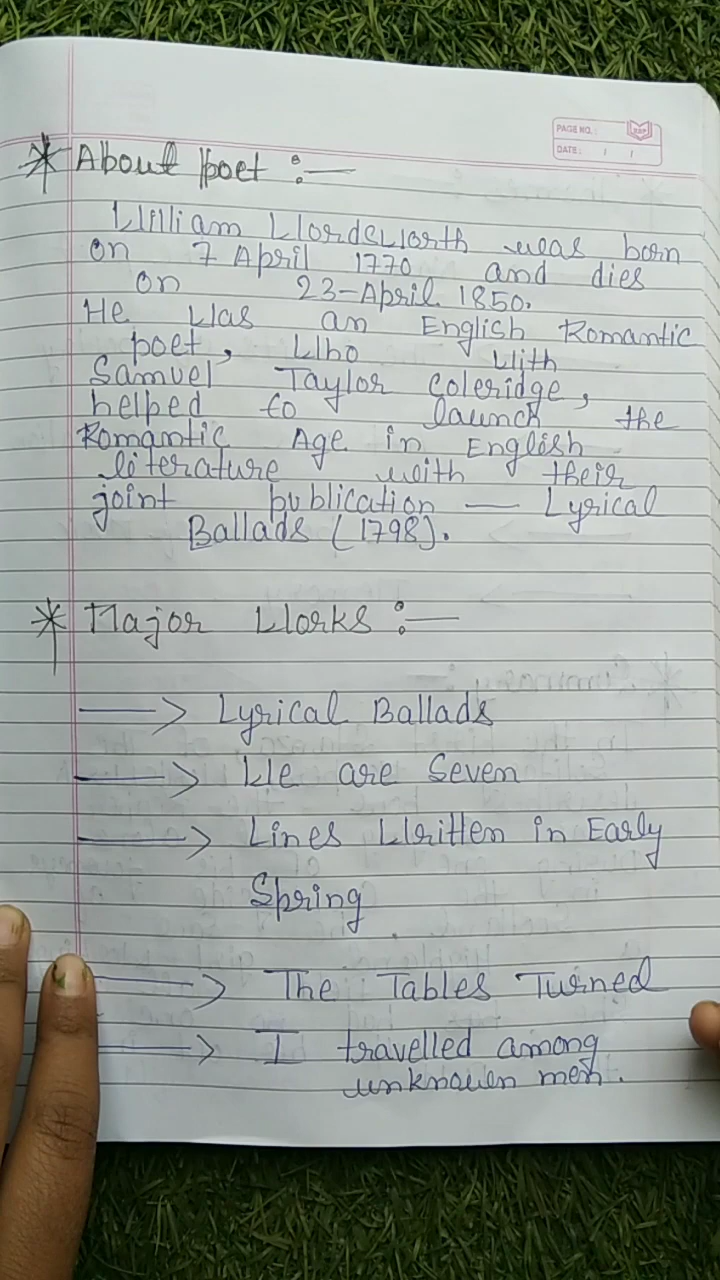 PAGE NO.:
DATE: / /
* About poet :—
William Wordsworth was born
on 7 April 1770 and dies
on 23-April 1850.
He was an English Romantic
poet, Who With
Samuel Taylor Coleridge,
helped to launch the
Romantic Age in English
literature with their
joint publication — Lyrical
Ballads (1798).
* Major Works :—
→ Lyrical Ballads
→ We are Seven
→ Lines Written in Early
Spring
→ The Tables Turned
→ I travelled among
unknowen men.